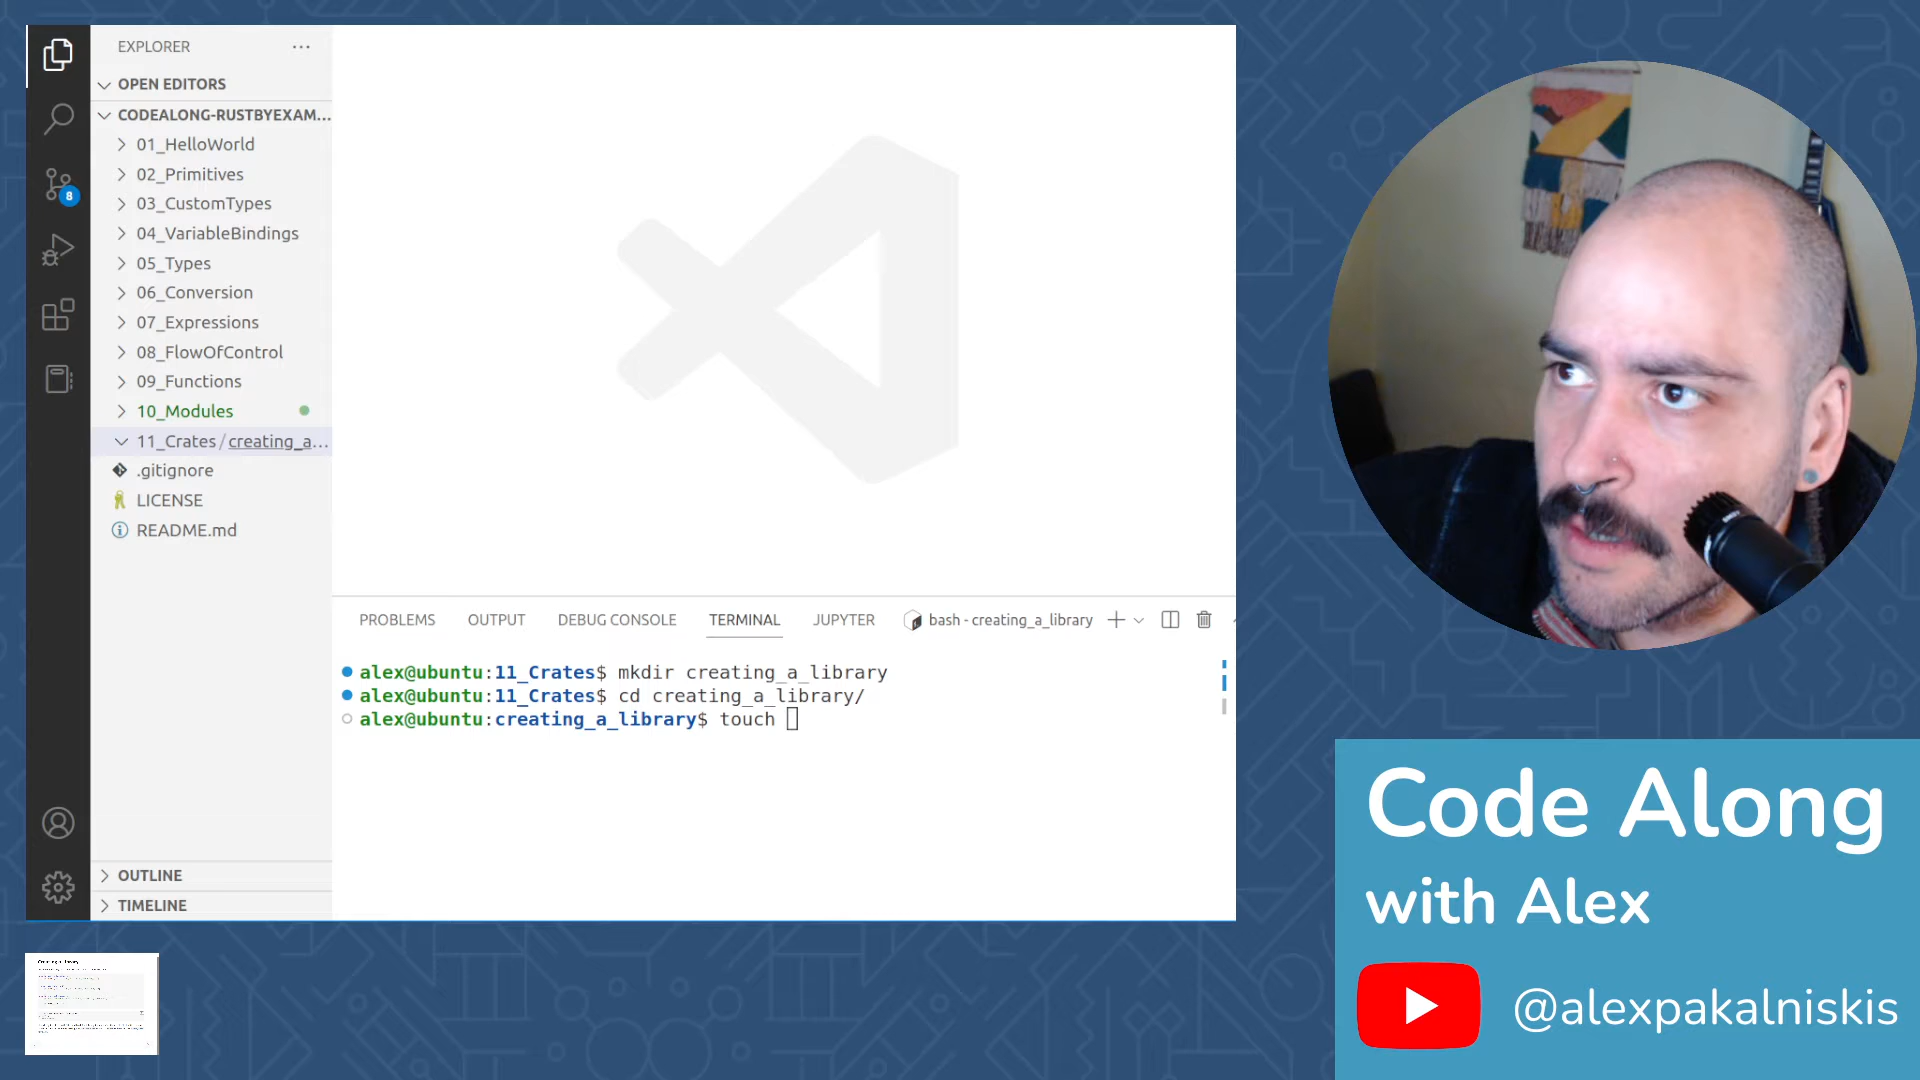 EXPLORER
OPEN EDITORS
CODEALONG-RUSTBYEXAM...
01_HelloWorld
02_Primitives
03_CustomTypes
04_VariableBindings
05_Types
06_Conversion
07_Expressions
08_FlowOfControl
09_Functions
10_Modules
11_Crates/creating_a...
.gitignore
LICENSE
README.md
OUTLINE
TIMELINE
8
PROBLEMS OUTPUT DEBUG CONSOLE TERMINAL JUPYTER bash - creating_a_library
alex@ubuntu:11_Crates$ mkdir creating_a_library
alex@ubuntu:11_Crates$ cd creating_a_library/
alex@ubuntu:creating_a_library$ touch
Code Along
with Alex
@alexpakalniskis